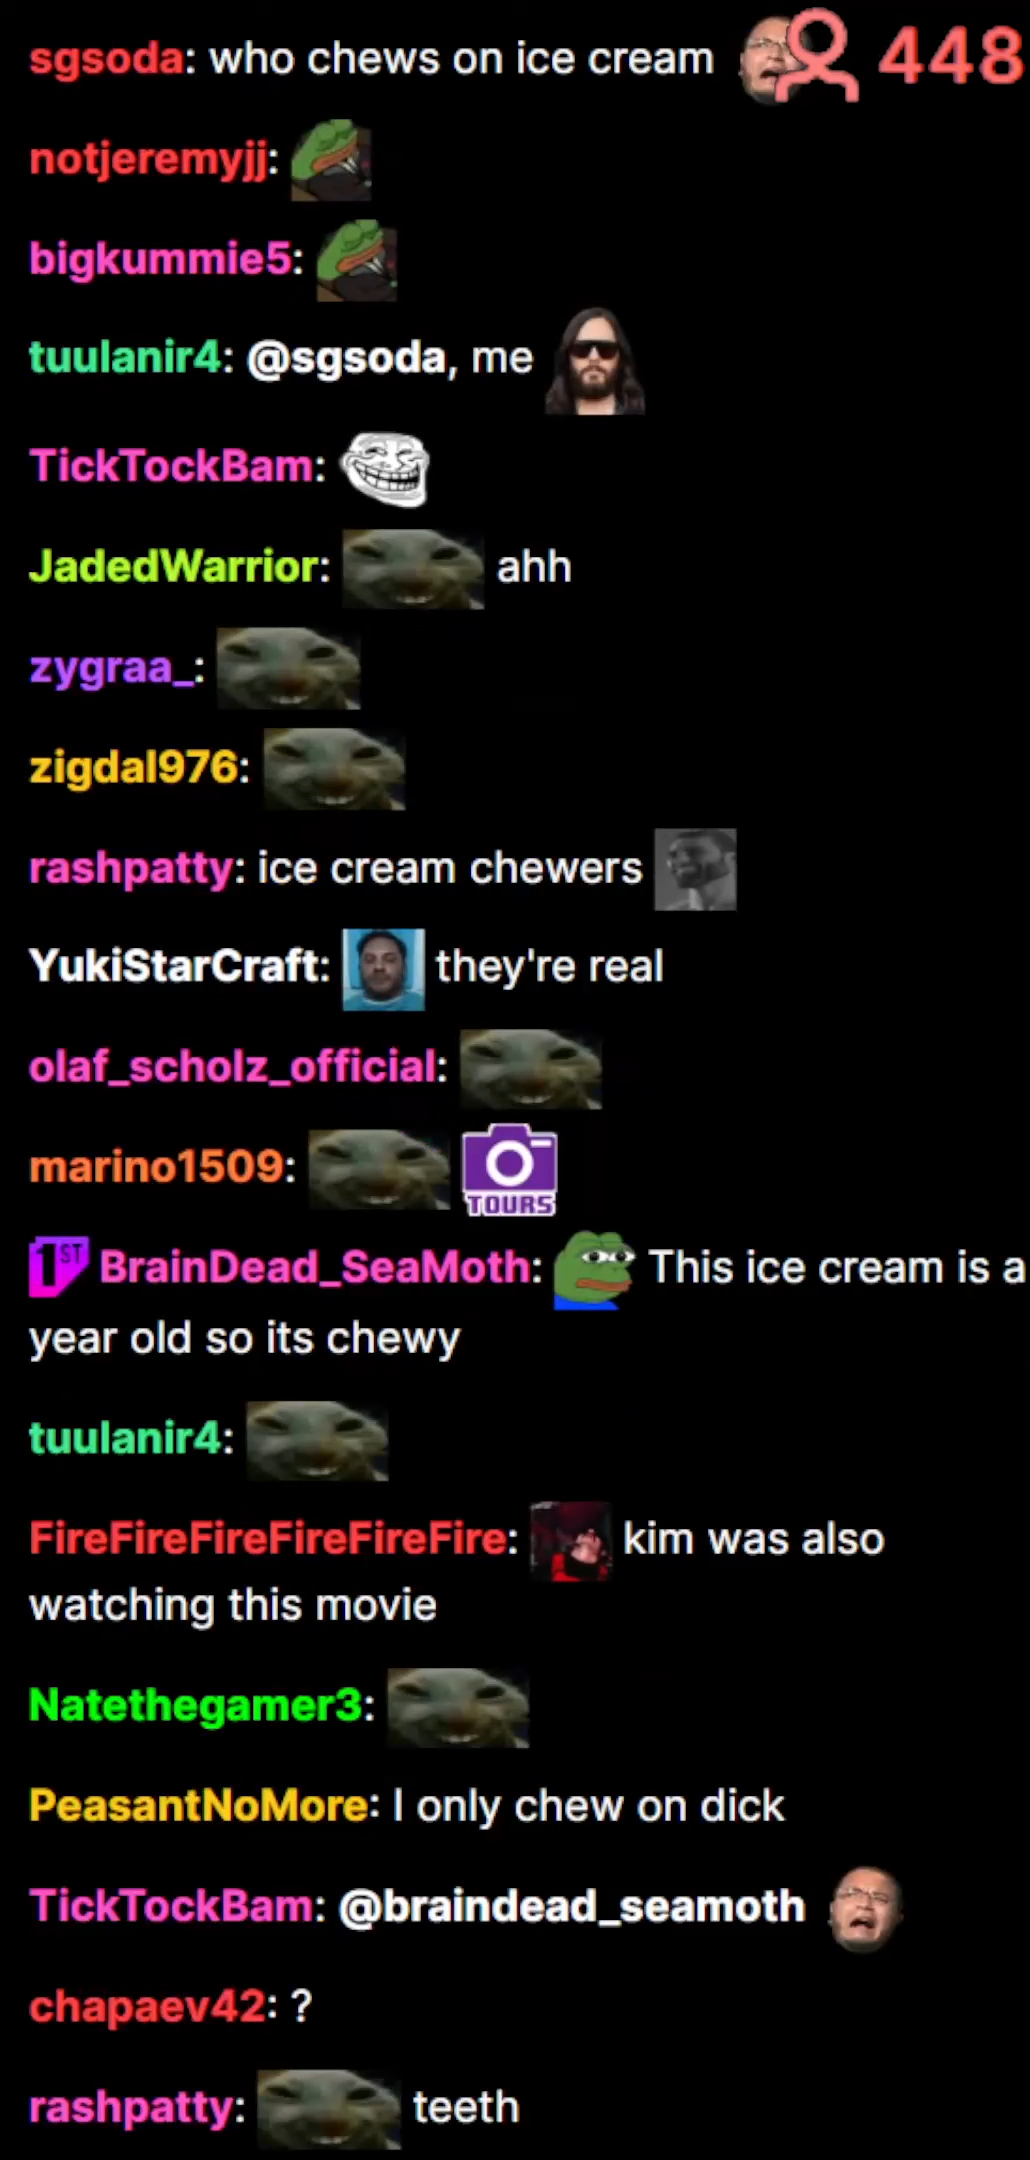 sgsoda: who chews on ice cream 448
notjeremyjj:
bigkummie5:
tuulanir4: @sgsoda, me
TickTockBam:
JadedWarrior: ahh
zygraa_:
zigdal976:
rashpatty: ice cream chewers
YukiStarCraft: they're real
olaf_scholz_official:
marino1509: TOURS
1ST BrainDead_SeaMoth: This ice cream is a
year old so its chewy
tuulanir4:
FireFireFireFireFireFire: kim was also
watching this movie
Natethegamer3:
PeasantNoMore: I only chew on dick
TickTockBam: @braindead_seamoth
chapaev42: ?
rashpatty: teeth